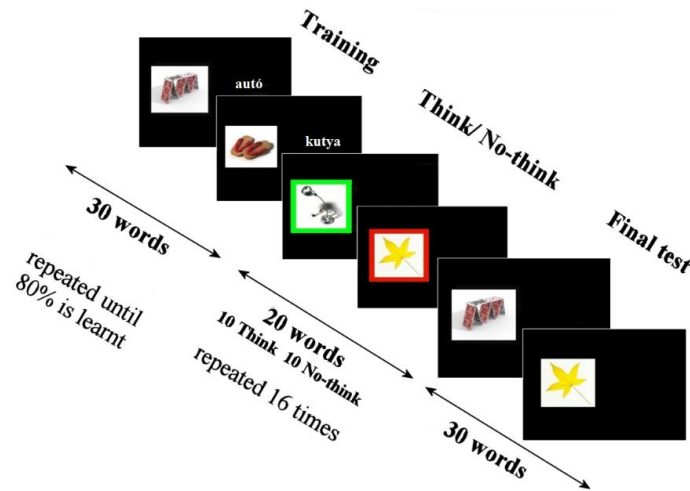 Training
Think/ No-think
Final test
autó
kutya
30 words
repeated until
80% is learnt
20 words
10 Think 10 No-think
repeated 16 times
30 words